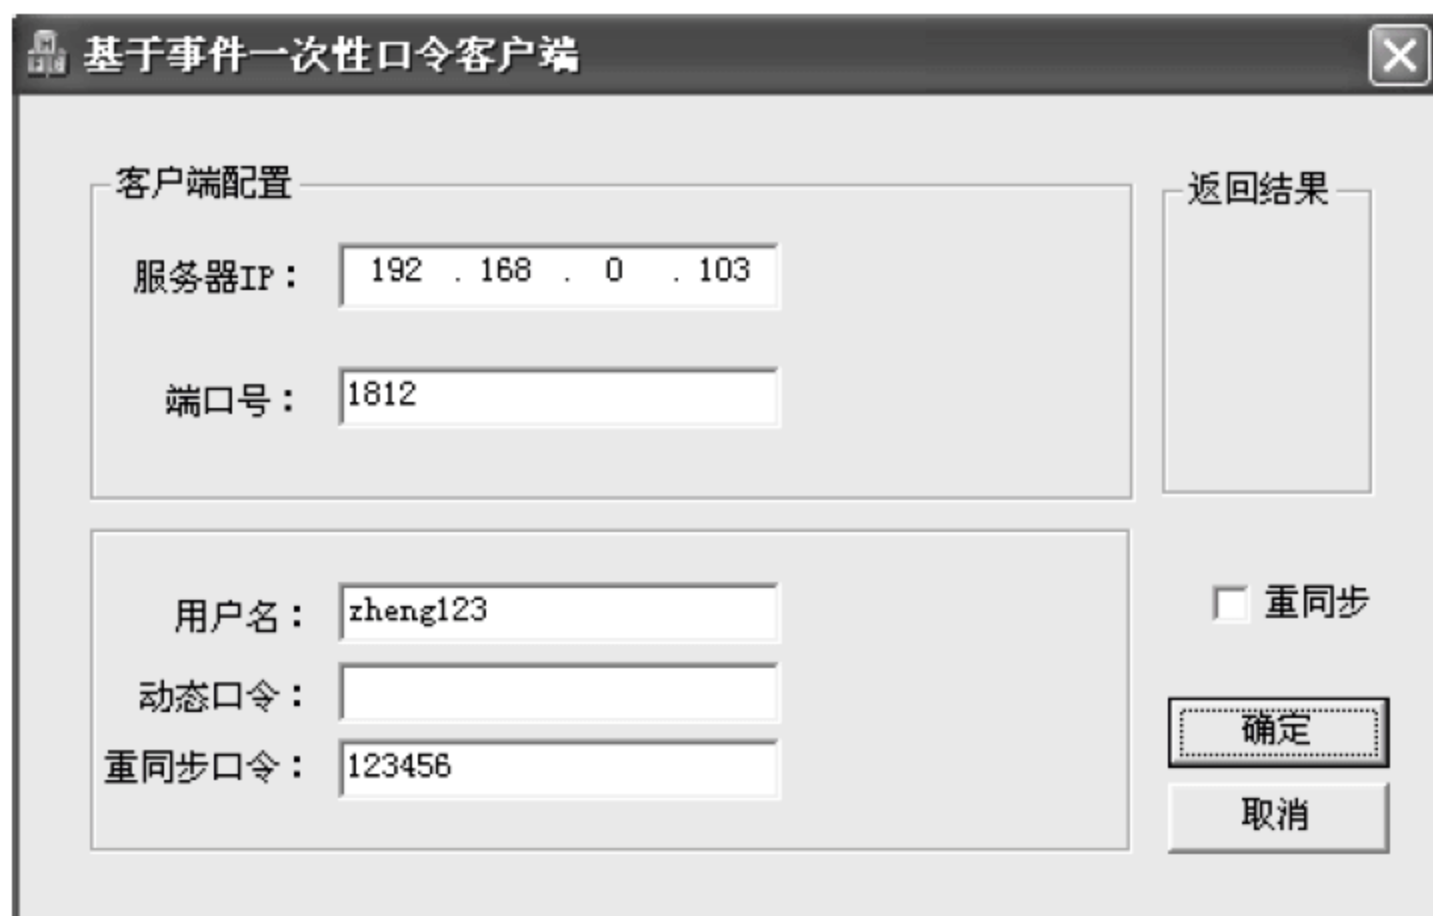 基于事件一次性口令客户端
客户端配置
返回结果
服务器IP： 192 . 168 . 0 . 103
端口号： 1812
用户名： zheng123
重同步
动态口令：
确定
重同步口令： 123456
取消